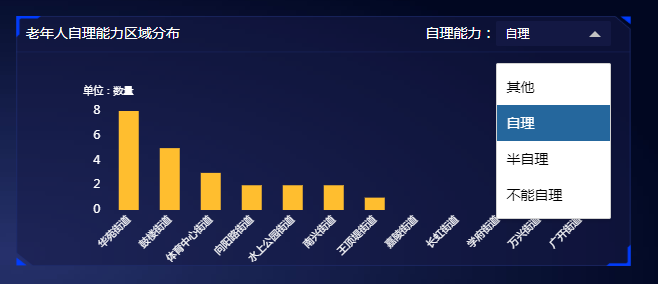 老年人自理能力区域分布
自理能力：
自理
其他
自理
半自理
不能自理
单位：数量
8
6
4
2
0
华苑街道
鼓楼街道
体育中心街道
向阳路街道
水上公园街道
南兴街道
王顶堤街道
嘉陵街道
长虹街道
学府街道
万兴街道
广开街道